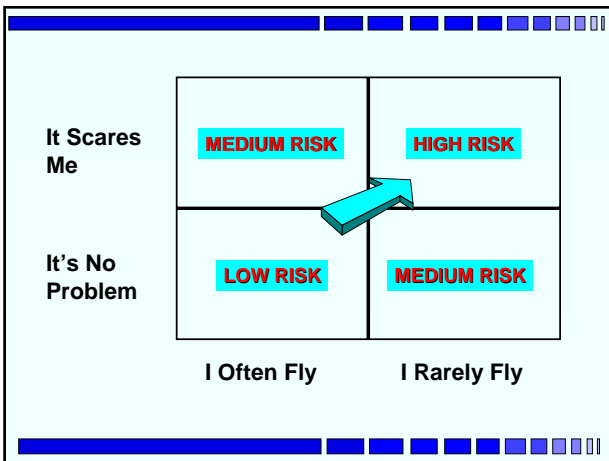 It Scares
Me
MEDIUM RISK
HIGH RISK
It's No
Problem
LOW RISK
MEDIUM RISK
I Often Fly
I Rarely Fly